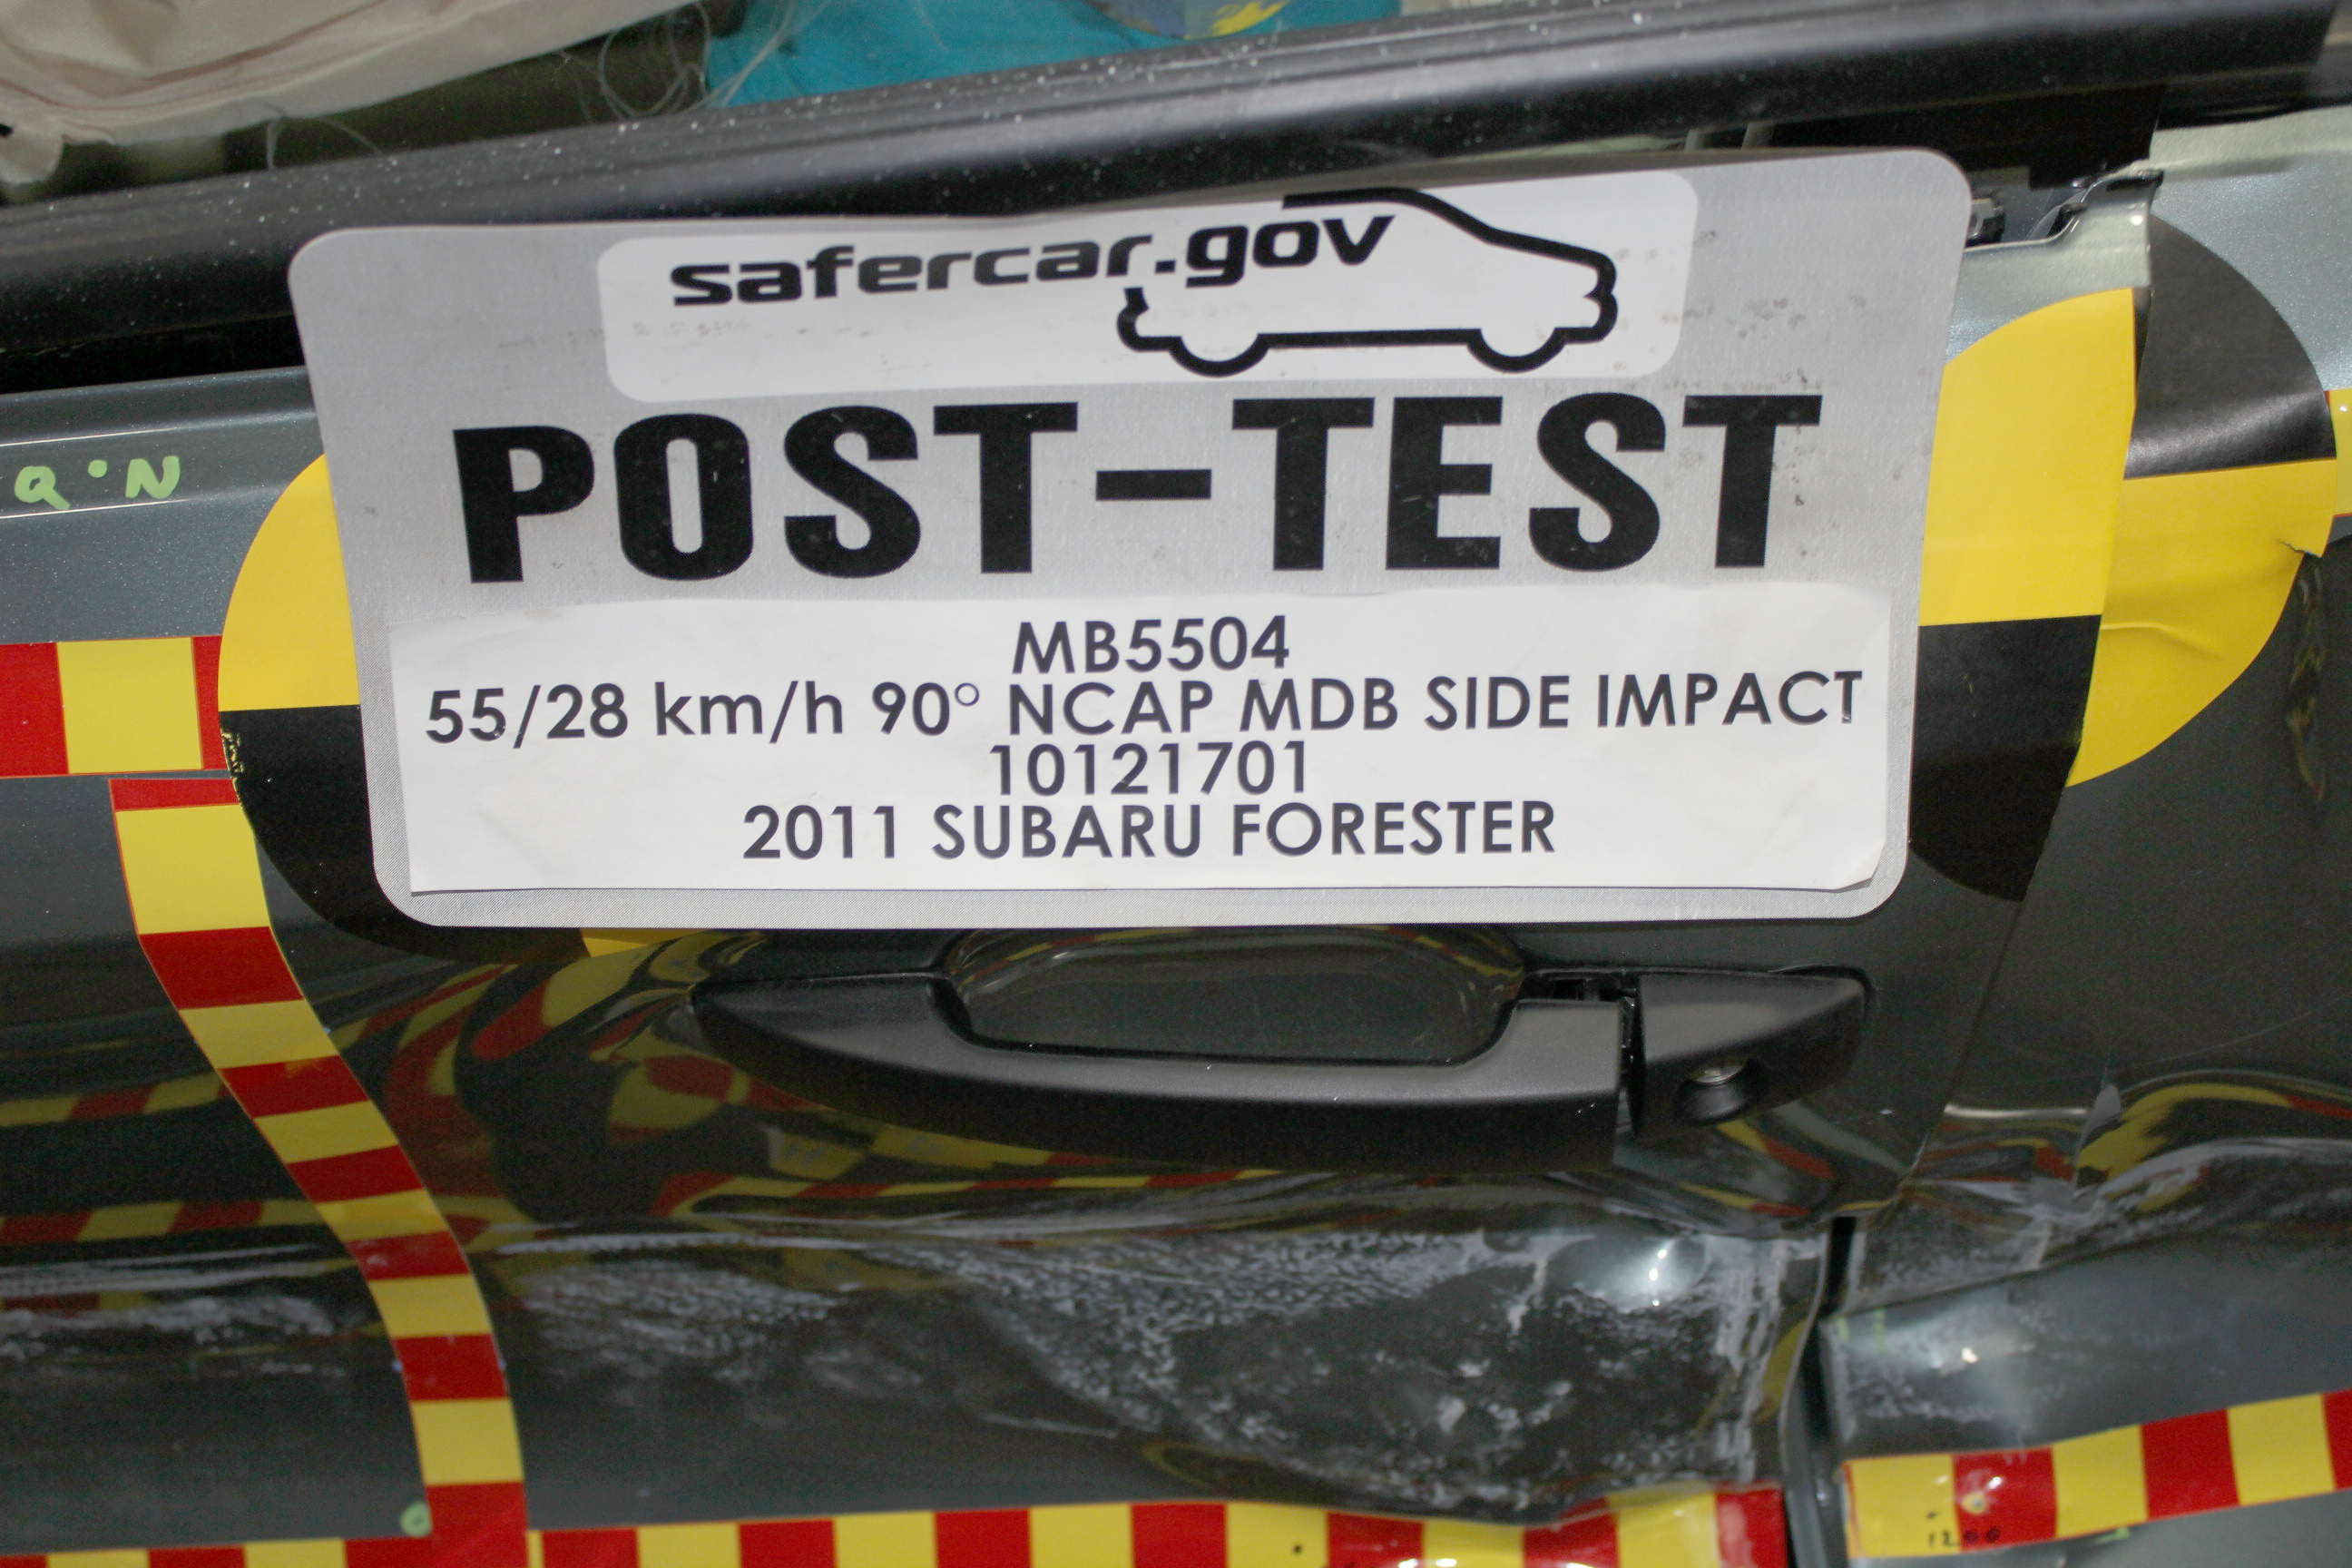 safercar.gov
POST-TEST
MB5504
55/28 km/h 90° NCAP MDB SIDE IMPACT
10121701
2011 SUBARU FORESTER